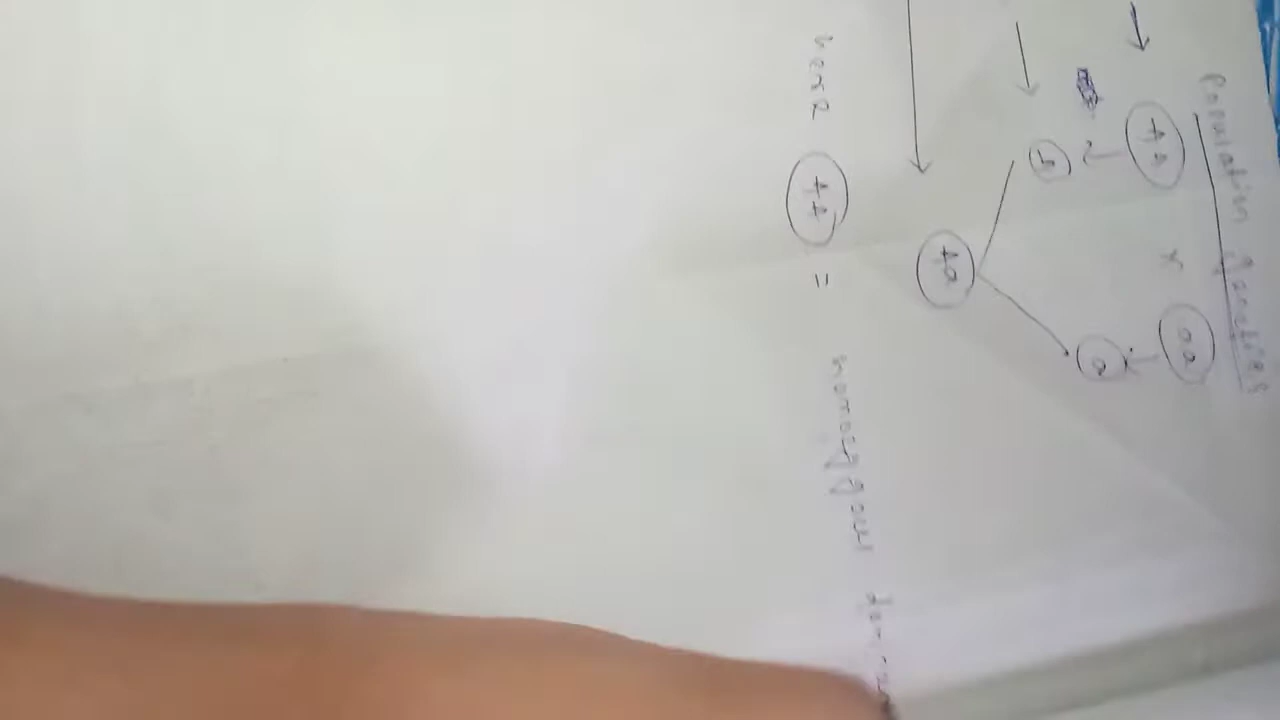 Population genetics
AA x aa
A a
Aa
here AA = homozygous